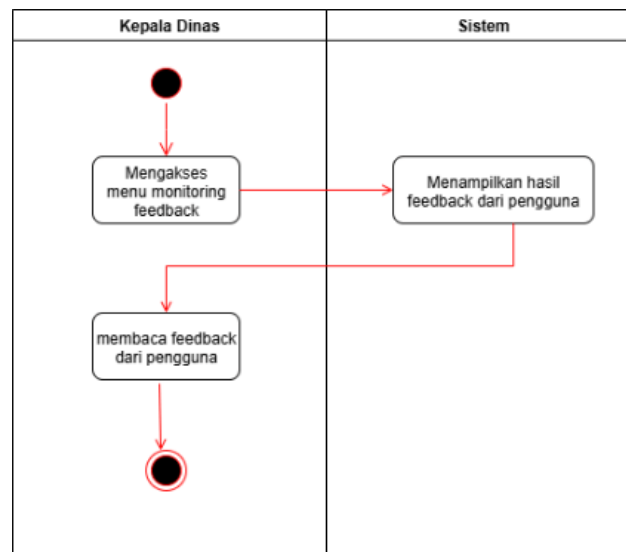 Kepala Dinas
Sistem
Mengakses
menu monitoring
feedback
Menampilkan hasil
feedback dari pengguna
membaca feedback
dari pengguna